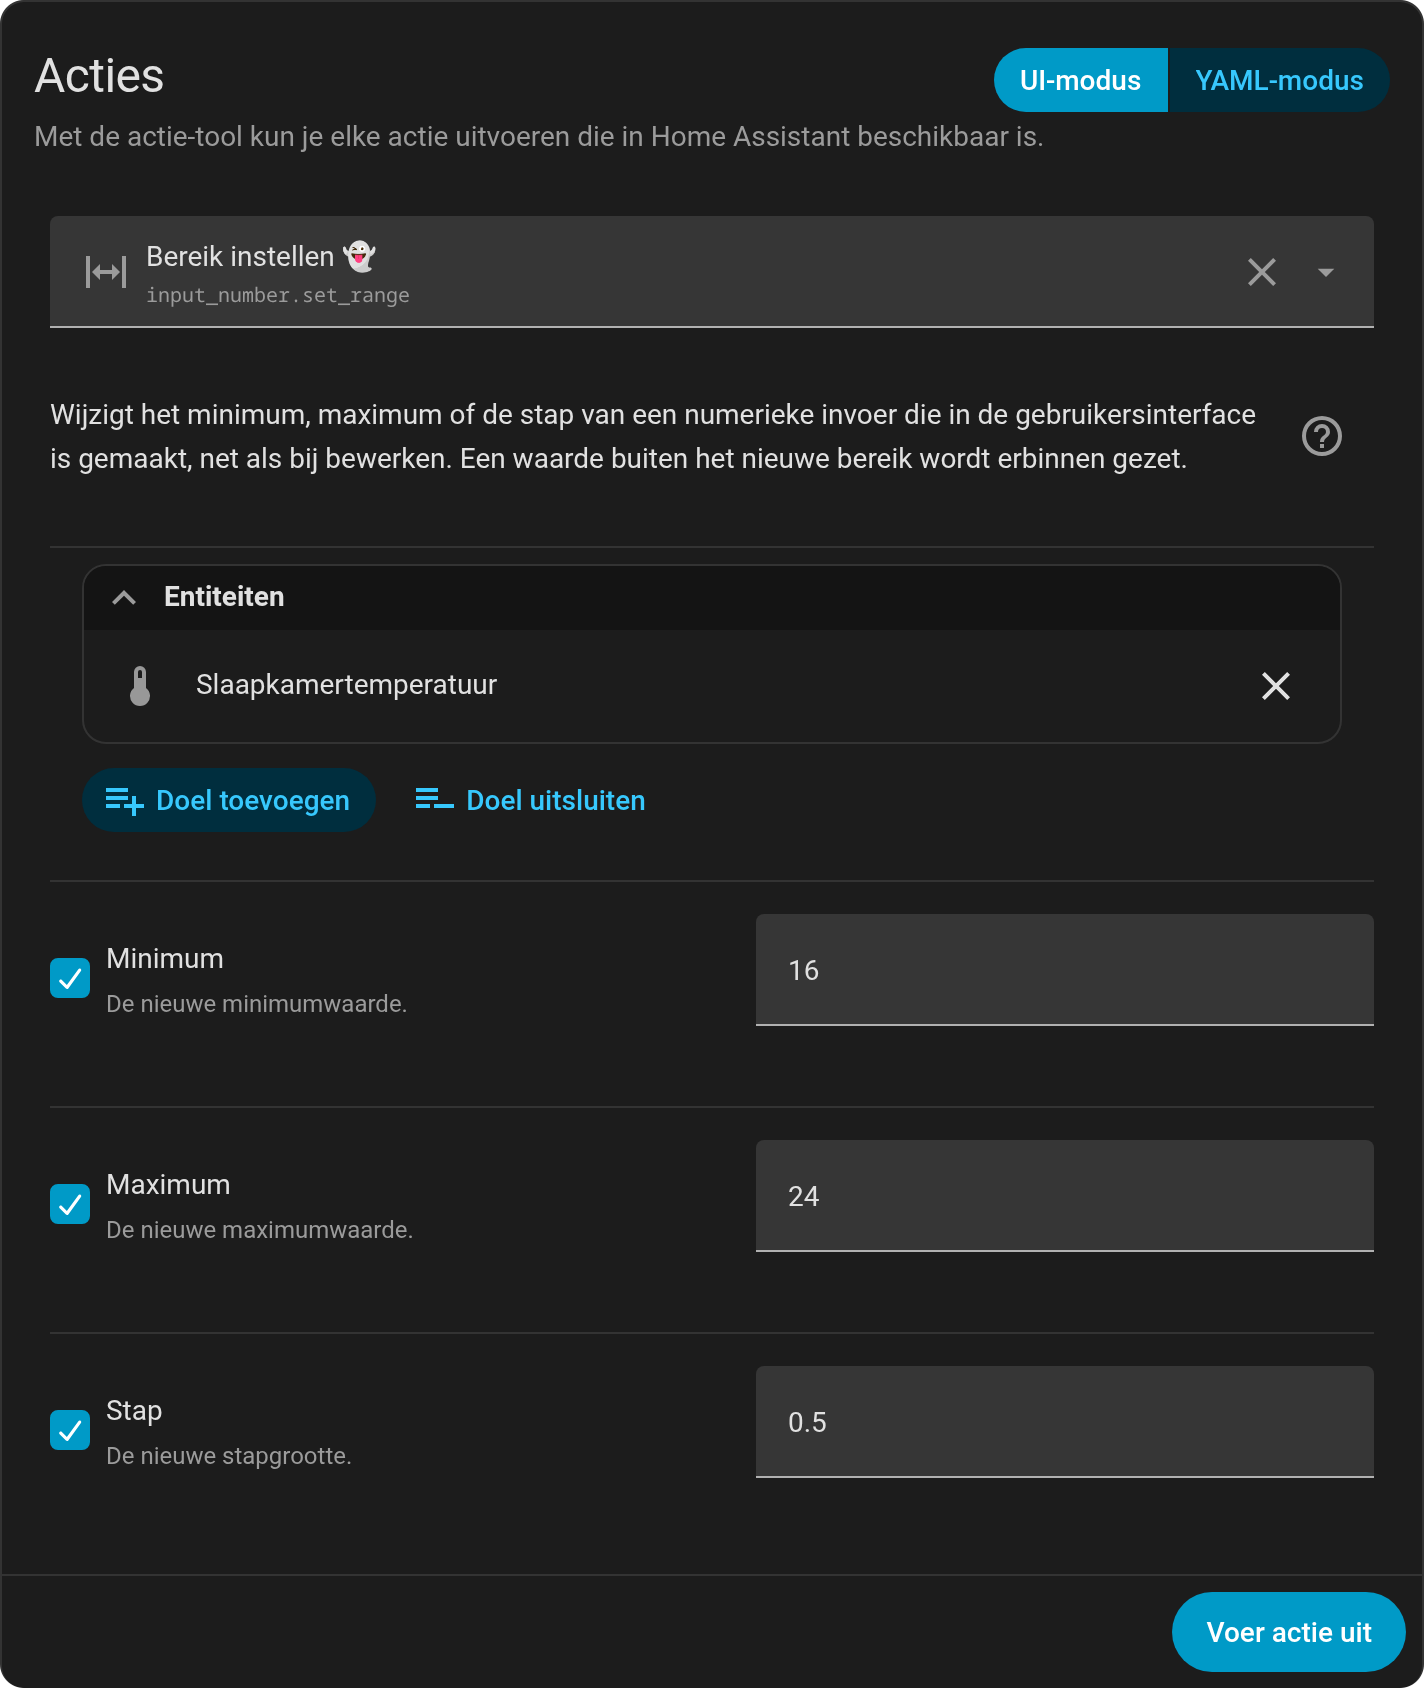 Acties
UI-modus
YAML-modus
Met de actie-tool kun je elke actie uitvoeren die in Home Assistant beschikbaar is.
Bereik instellen 👻
input_number.set_range
Wijzigt het minimum, maximum of de stap van een numerieke invoer die in de gebruikersinterface
is gemaakt, net als bij bewerken. Een waarde buiten het nieuwe bereik wordt erbinnen gezet.
Entiteiten
Slaapkamertemperatuur
Doel toevoegen
Doel uitsluiten
Minimum
De nieuwe minimumwaarde.
16
Maximum
De nieuwe maximumwaarde.
24
Stap
De nieuwe stapgrootte.
0.5
Voer actie uit